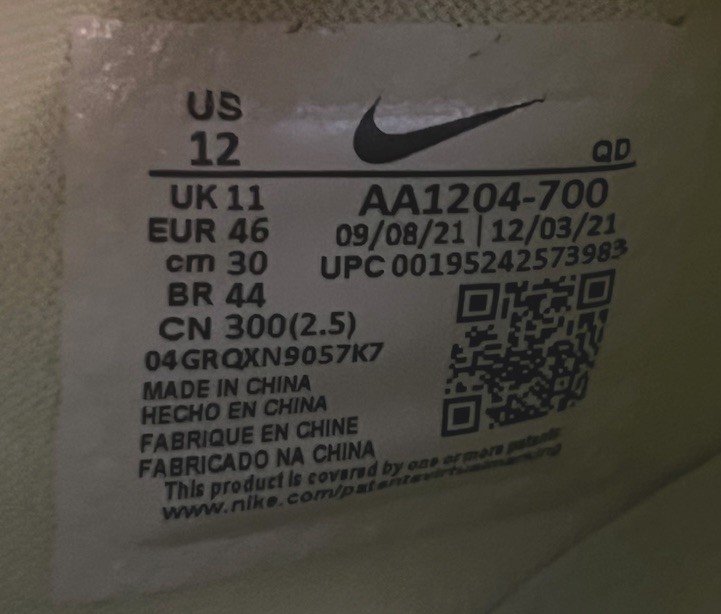 US
12
QD
UK 11
AA1204-700
EUR 46
09/08/21 | 12/03/21
cm 30
UPC 00195242573983
BR 44
CN 300(2.5)
04GRQXN9057K7
MADE IN CHINA
HECHO EN CHINA
FABRIQUE EN CHINE
FABRICADO NA CHINA
This product is covered by one or more patents
www.nike.com/patentsvirtualmarking